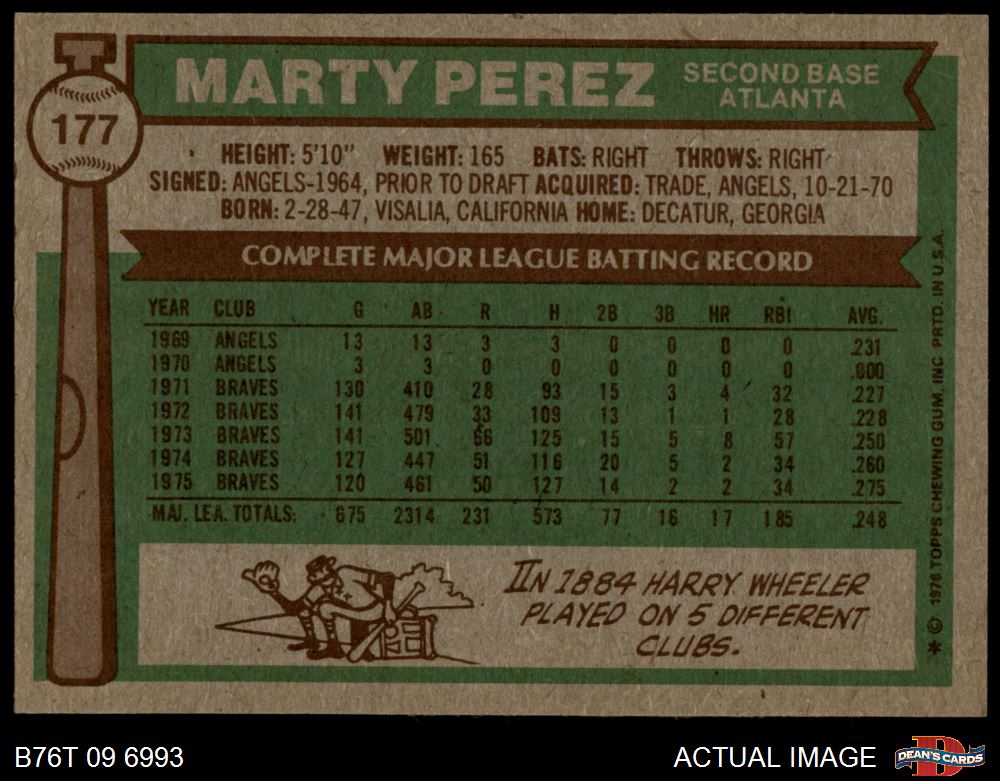 177
MARTY PEREZ
SECOND BASE
ATLANTA
HEIGHT: 5'10" WEIGHT: 165 BATS: RIGHT THROWS: RIGHT
SIGNED: ANGELS-1964, PRIOR TO DRAFT ACQUIRED: TRADE, ANGELS, 10-21-70
BORN: 2-28-47, VISALIA, CALIFORNIA HOME: DECATUR, GEORGIA
COMPLETE MAJOR LEAGUE BATTING RECORD
YEAR CLUB G AB R H 2B 3B HR RBI AVG.
1969 ANGELS 13 13 3 3 0 0 0 0 .231
1970 ANGELS 3 3 0 0 0 0 0 0 .000
1971 BRAVES 130 410 28 93 15 3 4 32 .227
1972 BRAVES 141 479 33 109 13 1 1 28 .228
1973 BRAVES 141 501 66 125 15 5 8 57 .250
1974 BRAVES 127 447 51 116 20 5 2 34 .260
1975 BRAVES 120 461 50 127 14 2 2 34 .275
MAJ. LEA. TOTALS: 675 2314 231 573 77 16 17 185 .248
IN 1884 HARRY WHEELER
PLAYED ON 5 DIFFERENT
CLUBS.
* © 1976 TOPPS CHEWING GUM, INC PRTD. IN U.S.A.
B76T 09 6993
ACTUAL IMAGE
DEAN'S CARDS